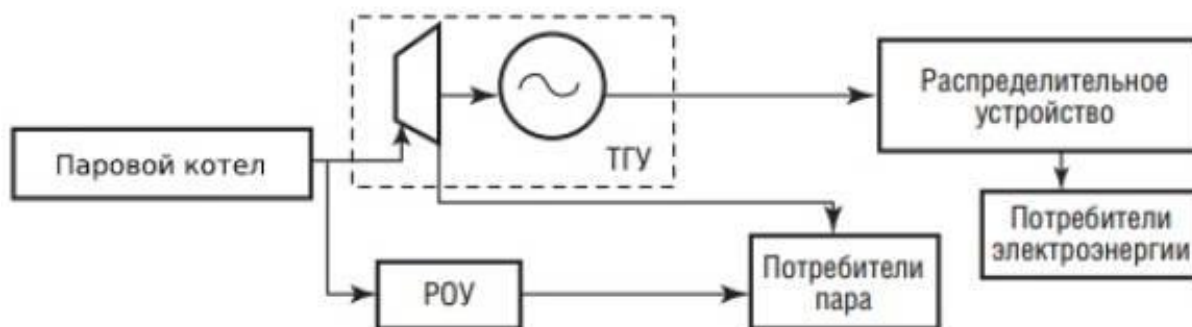 Распределительное
устройство
ТГУ
Паровой котел
Потребители
электроэнергии
Потребители
пара
РОУ